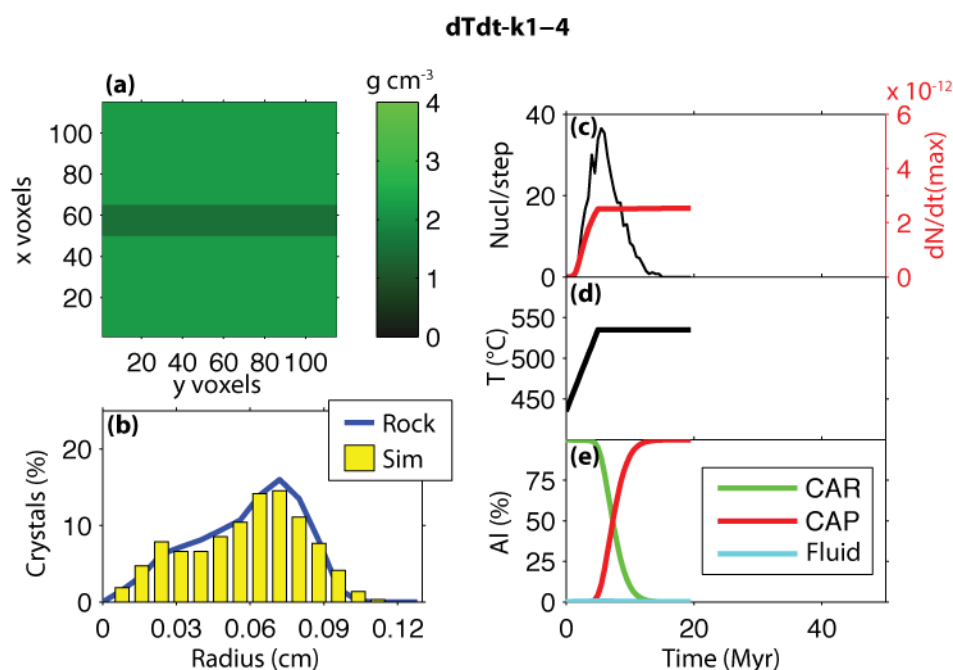 dTdt-k1–4
(a)
g cm-3
x voxels
100
80
60
40
20
20 40 60 80 100
y voxels
4
3
2
1
0
(b)
Rock
Sim
Crystals (%)
20
10
0
0 0.03 0.06 0.09 0.12
Radius (cm)
x 10-12
(c)
Nucl/step
40
20
0
6
4
2
0
dN/dt(max)
(d)
T (°C)
550
500
450
(e)
Al (%)
75
50
25
0
CAR
CAP
Fluid
0 20 40
Time (Myr)